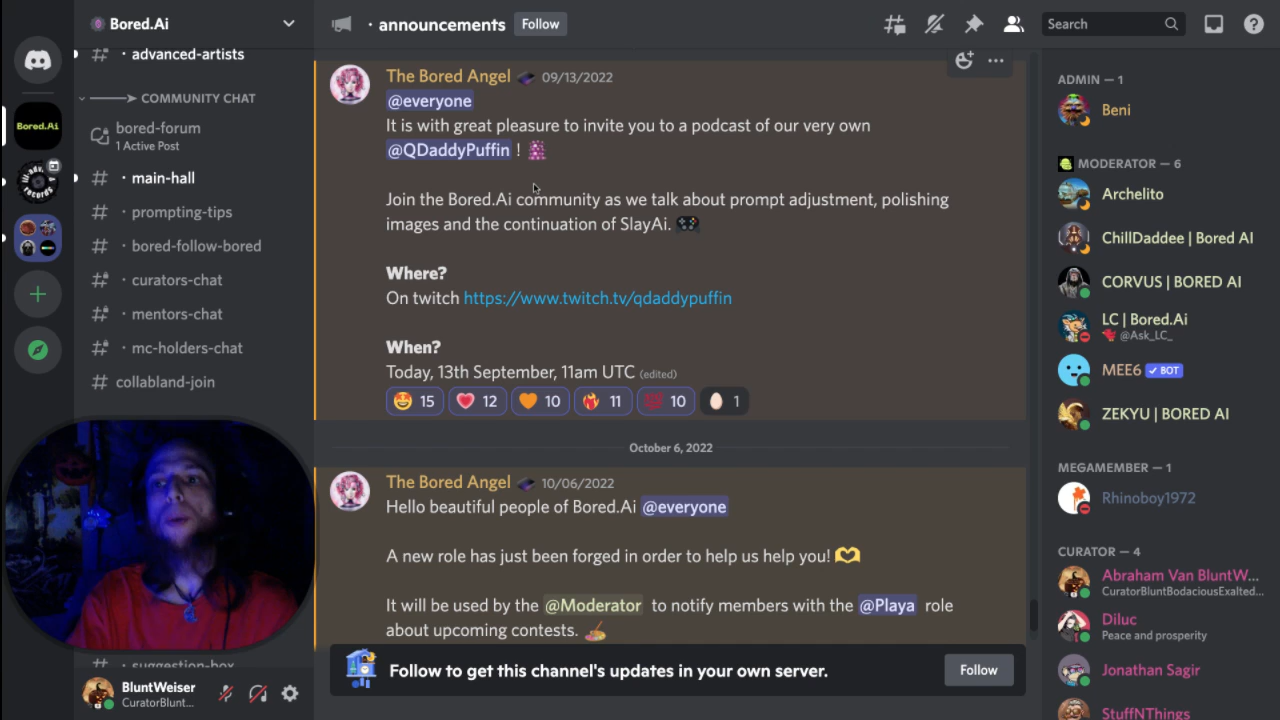 Bored.Ai
· advanced-artists
COMMUNITY CHAT
bored-forum
1 Active Post
· main-hall
· prompting-tips
· bored-follow-bored
· curators-chat
· mentors-chat
· mc-holders-chat
collabland-join
suggestion-box
BluntWeiser
CuratorBlunt...
Bored.Ai
· announcements
Follow
Search
The Bored Angel 09/13/2022
@everyone
It is with great pleasure to invite you to a podcast of our very own
@QDaddyPuffin !
Join the Bored.Ai community as we talk about prompt adjustment, polishing
images and the continuation of SlayAi.
Where?
On twitch https://www.twitch.tv/qdaddypuffin
When?
Today, 13th September, 11am UTC (edited)
15 12 10 11 10 1
October 6, 2022
The Bored Angel 10/06/2022
Hello beautiful people of Bored.Ai @everyone
A new role has just been forged in order to help us help you!
It will be used by the @Moderator to notify members with the @Playa role
about upcoming contests.
Follow to get this channel's updates in your own server.
Follow
ADMIN — 1
Beni
MODERATOR — 6
Archelito
ChillDaddee | Bored AI
CORVUS | BORED AI
LC | Bored.Ai
@Ask_LC_
MEE6 ✓ BOT
ZEKYU | BORED AI
MEGAMEMBER — 1
Rhinoboy1972
CURATOR — 4
Abraham Van BluntW...
CuratorBluntBodaciousExalted...
Diluc
Peace and prosperity
Jonathan Sagir
StuffNThings